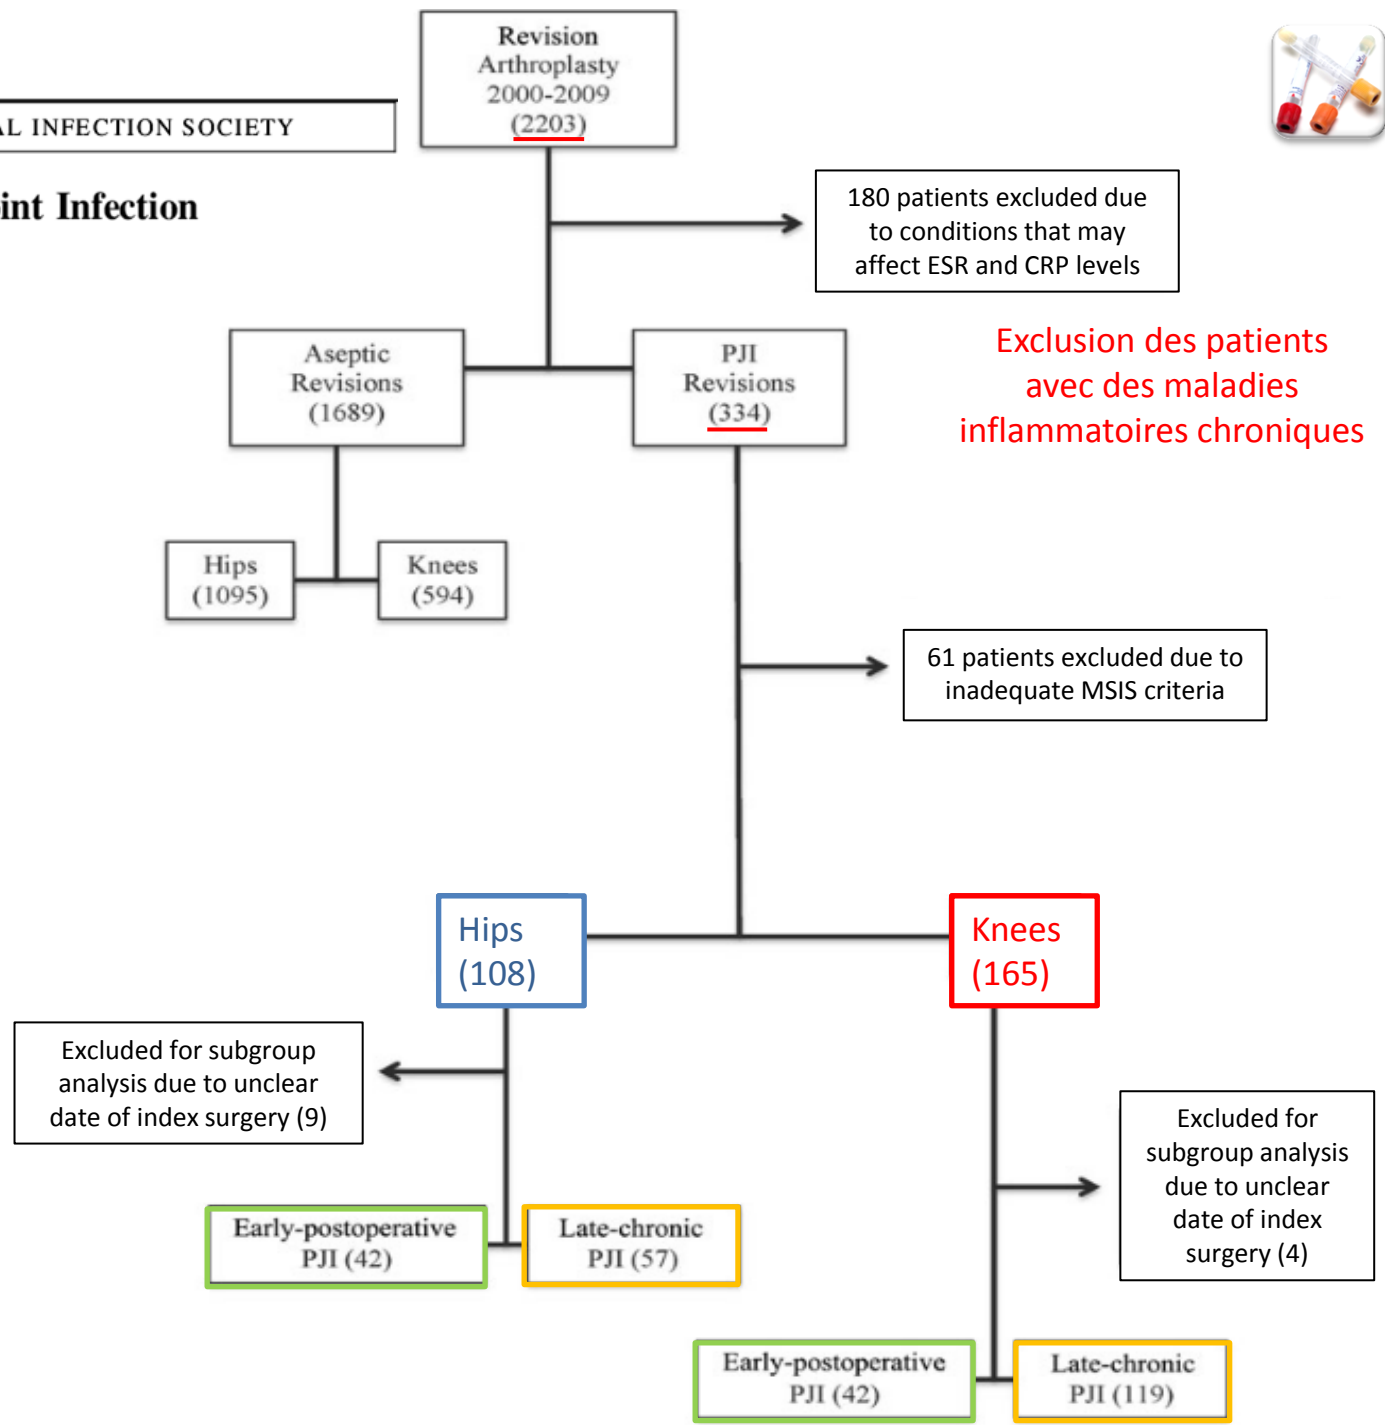 Revision
Arthroplasty
2000-2009
(2203)
AL INFECTION SOCIETY
int Infection
180 patients excluded due
to conditions that may
affect ESR and CRP levels
Aseptic
Revisions
(1689)
PJI
Revisions
(334)
Exclusion des patients
avec des maladies
inflammatoires chroniques
Hips
(1095)
Knees
(594)
61 patients excluded due to
inadequate MSIS criteria
Hips
(108)
Knees
(165)
Excluded for subgroup
analysis due to unclear
date of index surgery (9)
Excluded for
subgroup analysis
due to unclear
date of index
surgery (4)
Early-postoperative
PJI (42)
Late-chronic
PJI (57)
Early-postoperative
PJI (42)
Late-chronic
PJI (119)